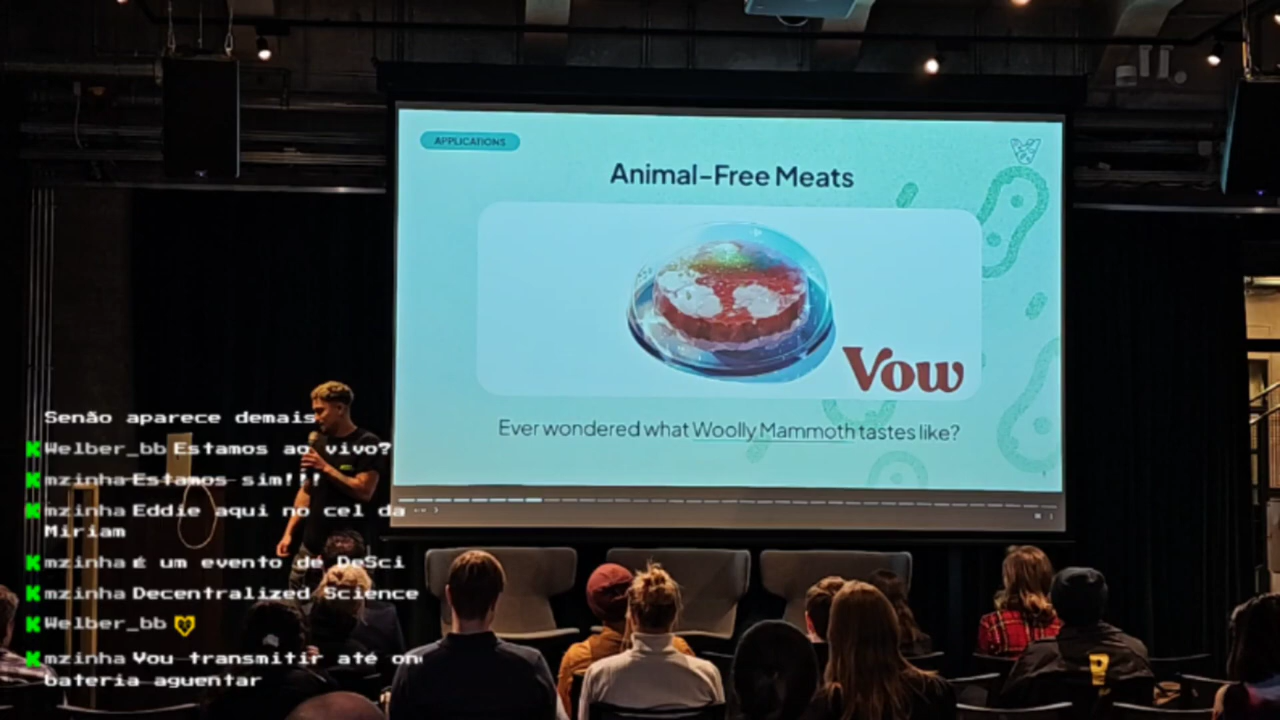 APPLICATIONS
Animal-Free Meats
Vow
Ever wondered what Woolly Mammoth tastes like?
Senão aparece demais
Welber_bb Estamos ao vivo?
mzinha Estamos sim!!!
mzinha Eddie aqui no cel da
Miriam
mzinha É um evento de DeSci
mzinha Decentralized Science
Welber_bb
mzinha Vou transmitir até on
bateria aguentar